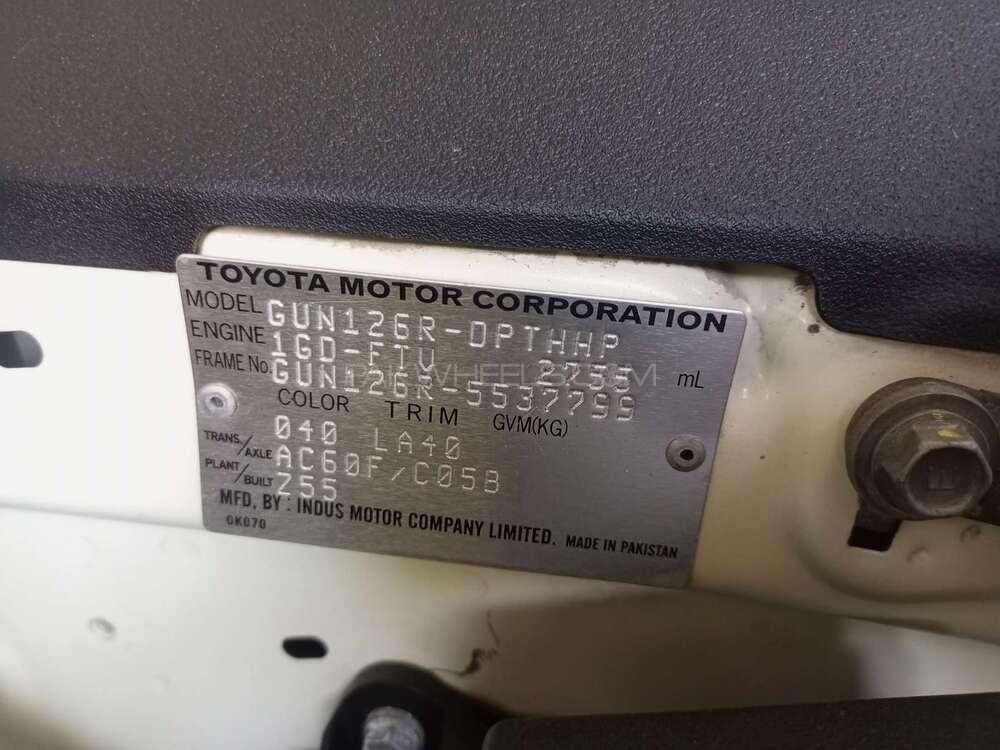 TOYOTA MOTOR CORPORATION
MODEL GUN126R-DPTHHP
ENGINE 1GD-FTV 2755 mL
FRAME No. GUN126R-5537799
COLOR TRIM GVM(KG)
040 LA40
TRANS./AXLE AC60F/C05B
PLANT/BUILT Z55
MFD, BY : INDUS MOTOR COMPANY LIMITED. MADE IN PAKISTAN
0K070